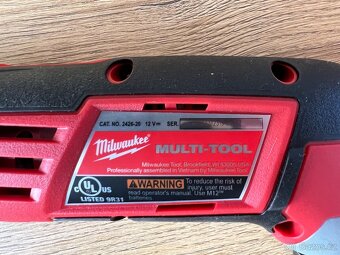 CAT. NO. 2426-20 12 V SER.
Milwaukee
MULTI-TOOL
Milwaukee Tool, Brookfield, WI 53005 USA
Professionally assembled in Vietnam by Milwaukee Tool
C UL US
LISTED 9R31
WARNING To reduce the risk of
injury, user must
read operator's manual. Use M12™
batteries